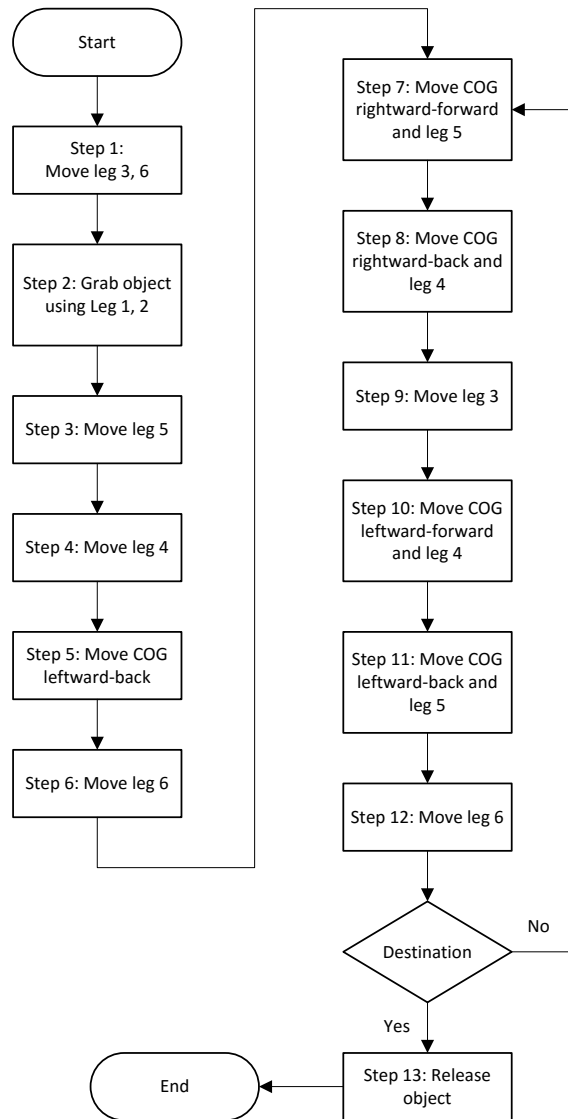 Start
Step 1:
Move leg 3, 6
Step 2: Grab object
using Leg 1, 2
Step 3: Move leg 5
Step 4: Move leg 4
Step 5: Move COG
leftward-back
Step 6: Move leg 6
Step 7: Move COG
rightward-forward
and leg 5
Step 8: Move COG
rightward-back and
leg 4
Step 9: Move leg 3
Step 10: Move COG
leftward-forward
and leg 4
Step 11: Move COG
leftward-back and
leg 5
Step 12: Move leg 6
Destination
No
Yes
Step 13: Release
object
End